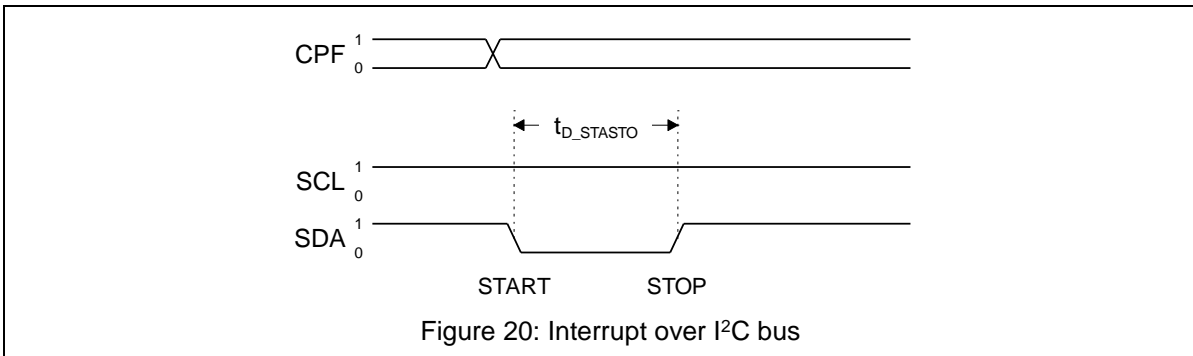 CPF 1
0
t_D_STASTO
SCL 1
0
SDA 1
0
START STOP
Figure 20: Interrupt over I²C bus